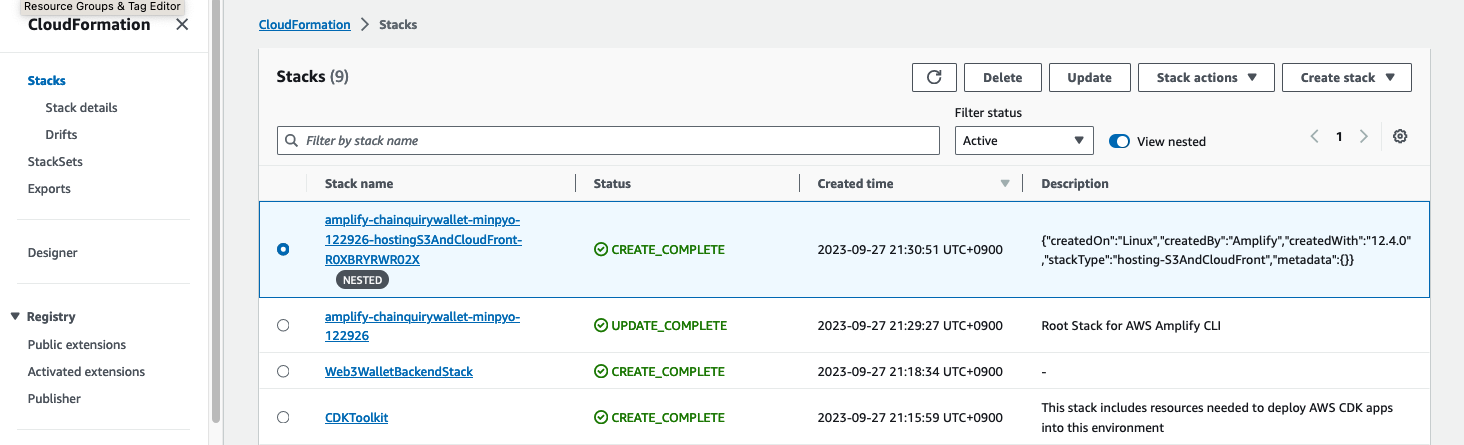 Resource Groups & Tag Editor
CloudFormation
Stacks
Stack details
Drifts
StackSets
Exports
Designer
Registry
Public extensions
Activated extensions
Publisher
CloudFormation > Stacks
Stacks (9)
Delete
Update
Stack actions
Create stack
Filter status
Filter by stack name
Active
View nested
1
Stack name Status Created time Description
amplify-chainquirywallet-minpyo-
122926-hostingS3AndCloudFront-
R0XBRYRWR02X
NESTED
CREATE_COMPLETE
2023-09-27 21:30:51 UTC+0900
{"createdOn":"Linux","createdBy":"Amplify","createdWith":"12.4.0"
,"stackType":"hosting-S3AndCloudFront","metadata":{}}
amplify-chainquirywallet-minpyo-
122926
UPDATE_COMPLETE
2023-09-27 21:29:27 UTC+0900
Root Stack for AWS Amplify CLI
Web3WalletBackendStack
CREATE_COMPLETE
2023-09-27 21:18:34 UTC+0900
-
CDKToolkit
CREATE_COMPLETE
2023-09-27 21:15:59 UTC+0900
This stack includes resources needed to deploy AWS CDK apps
into this environment